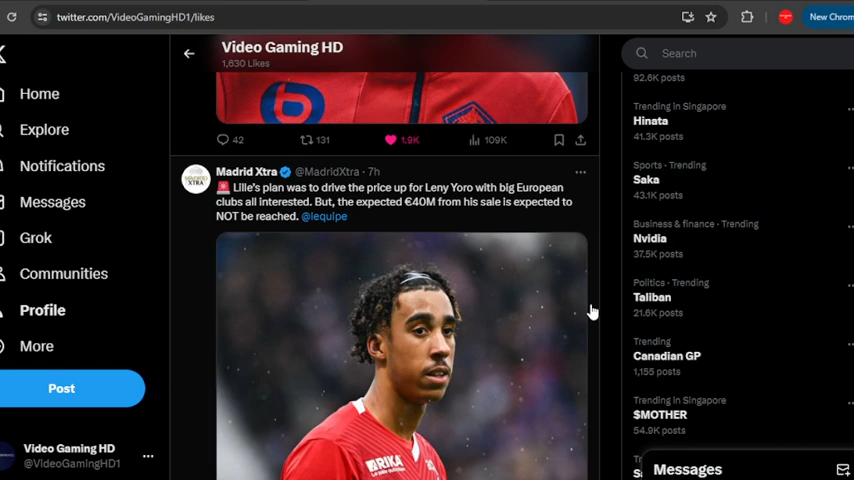 twitter.com/VideoGamingHD1/likes
New Chrom
Home
Explore
Notifications
Messages
Grok
Communities
Profile
More
Post
Video Gaming HD
@VideoGamingHD1
Video Gaming HD
1,630 Likes
42
131
1.9K
109K
Madrid Xtra @MadridXtra · 7h
🚨 Lille's plan was to drive the price up for Leny Yoro with big European
clubs all interested. But, the expected €40M from his sale is expected to
NOT be reached. @lequipe
Search
92.6K posts
Trending in Singapore
Hinata
41.3K posts
Sports · Trending
Saka
43.1K posts
Business & finance · Trending
Nvidia
37.5K posts
Politics · Trending
Taliban
21.6K posts
Trending
Canadian GP
1,155 posts
Trending in Singapore
$MOTHER
54.9K posts
Messages